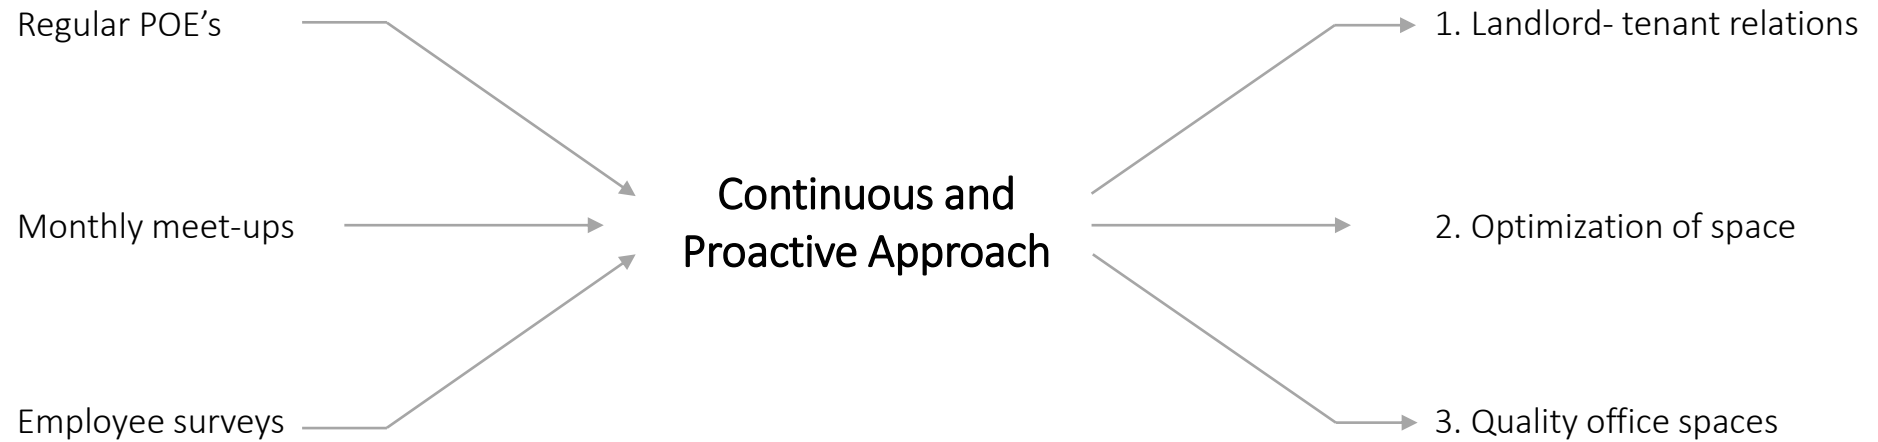 Regular POE’s
Monthly meet-ups
Employee surveys
Continuous and
Proactive Approach
1. Landlord- tenant relations
2. Optimization of space
3. Quality office spaces